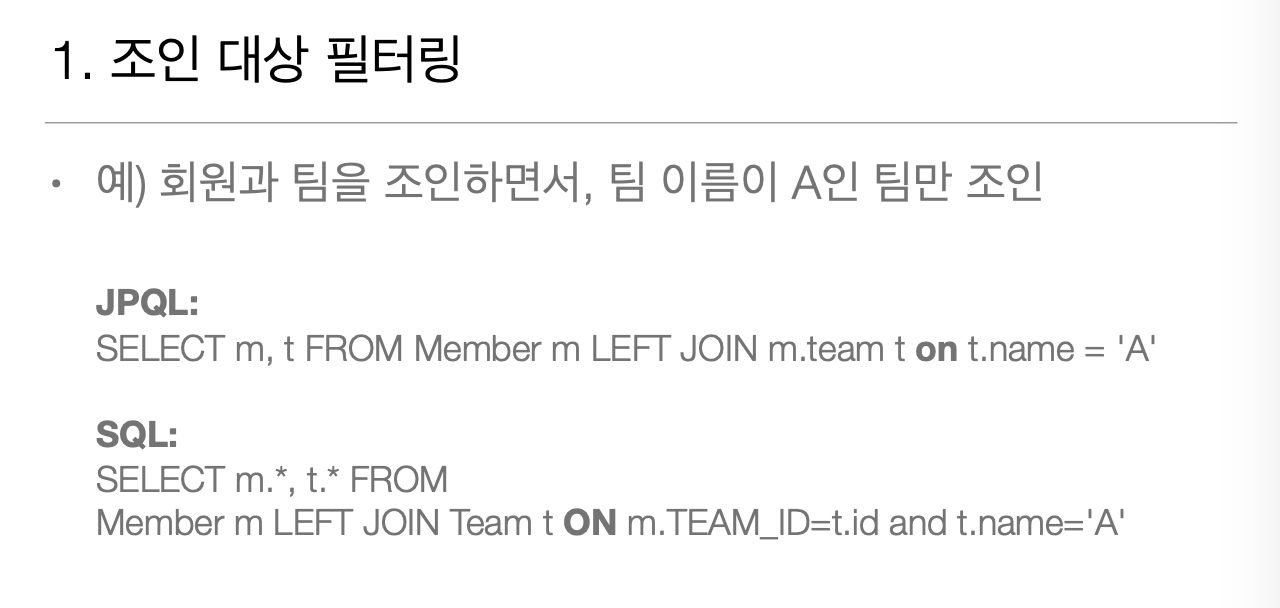 1. 조인 대상 필터링
• 예) 회원과 팀을 조인하면서, 팀 이름이 A인 팀만 조인
JPQL:
SELECT m, t FROM Member m LEFT JOIN m.team t on t.name = 'A'
SQL:
SELECT m.*, t.* FROM
Member m LEFT JOIN Team t ON m.TEAM_ID=t.id and t.name='A'